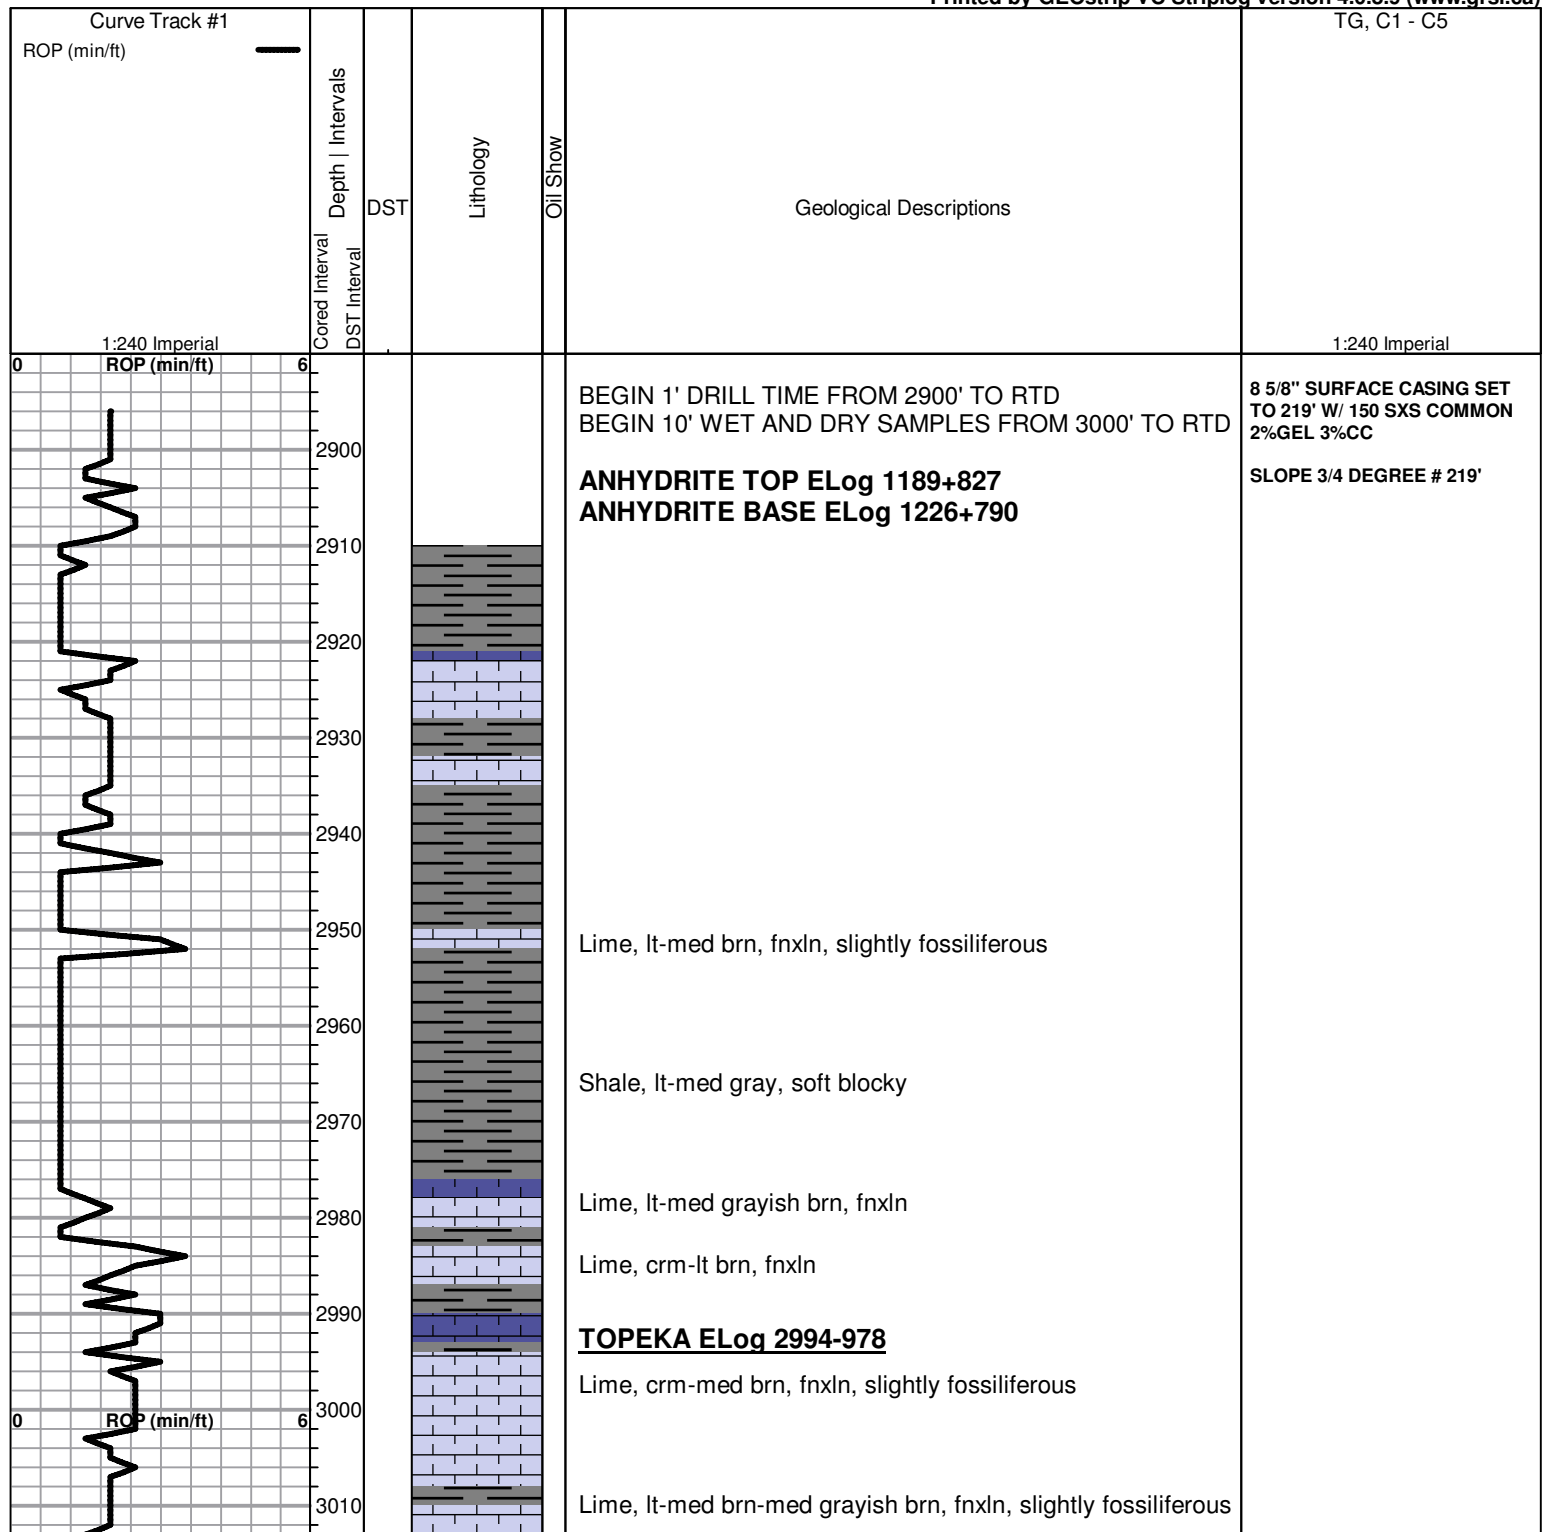 Printed by GEOstrip VC Striplog version 4.0.8.9 (www.grsi.ca)
Curve Track #1
ROP (min/ft)
1:240 Imperial
Cored Interval
Depth | Intervals
DST Interval
DST
Lithology
Oil Show
Geological Descriptions
TG, C1 - C5
1:240 Imperial
0 ROP (min/ft) 6
BEGIN 1' DRILL TIME FROM 2900' TO RTD
BEGIN 10' WET AND DRY SAMPLES FROM 3000' TO RTD
8 5/8" SURFACE CASING SET
TO 219' W/ 150 SXS COMMON
2%GEL 3%CC
SLOPE 3/4 DEGREE # 219'
2900
ANHYDRITE TOP ELog 1189+827
ANHYDRITE BASE ELog 1226+790
2910
2920
2930
2940
2950
Lime, lt-med brn, fnxln, slightly fossiliferous
2960
Shale, lt-med gray, soft blocky
2970
Lime, lt-med grayish brn, fnxln
2980
Lime, crm-lt brn, fnxln
2990
TOPEKA ELog 2994-978
Lime, crm-med brn, fnxln, slightly fossiliferous
3000
0 ROP (min/ft) 6
3010
Lime, lt-med brn-med grayish brn, fnxln, slightly fossiliferous